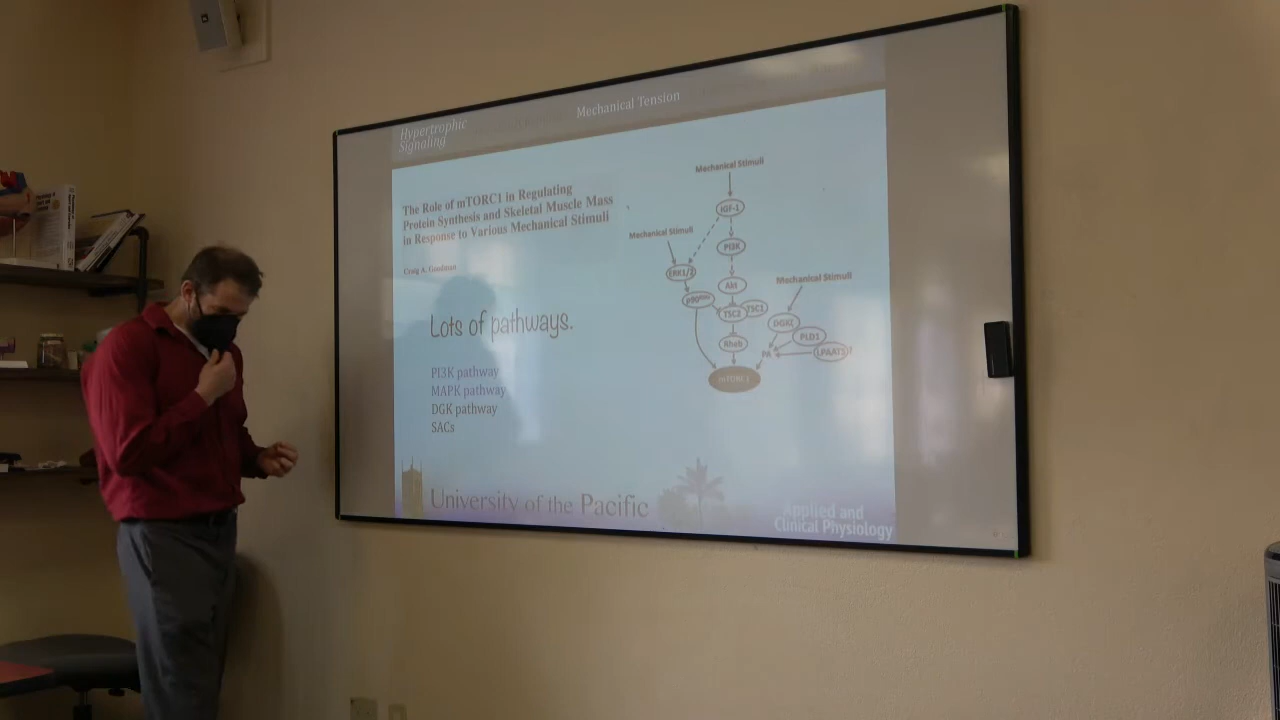 Mechanical Tension
Hypertrophic
Signaling
The Role of mTORC1 in Regulating
Protein Synthesis and Skeletal Muscle Mass
in Response to Various Mechanical Stimuli
Craig A. Goodman
Lots of pathways.
PI3K pathway
MAPK pathway
DGK pathway
SACs
Mechanical Stimuli
IGF-1
Mechanical Stimuli
PI3K
ERK1/2
Akt
Mechanical Stimuli
TSC2
TSC1
DGKζ
PLD1
Rheb
PA
LPAATs
mTORC1
University of the Pacific
Applied and
Clinical Physiology